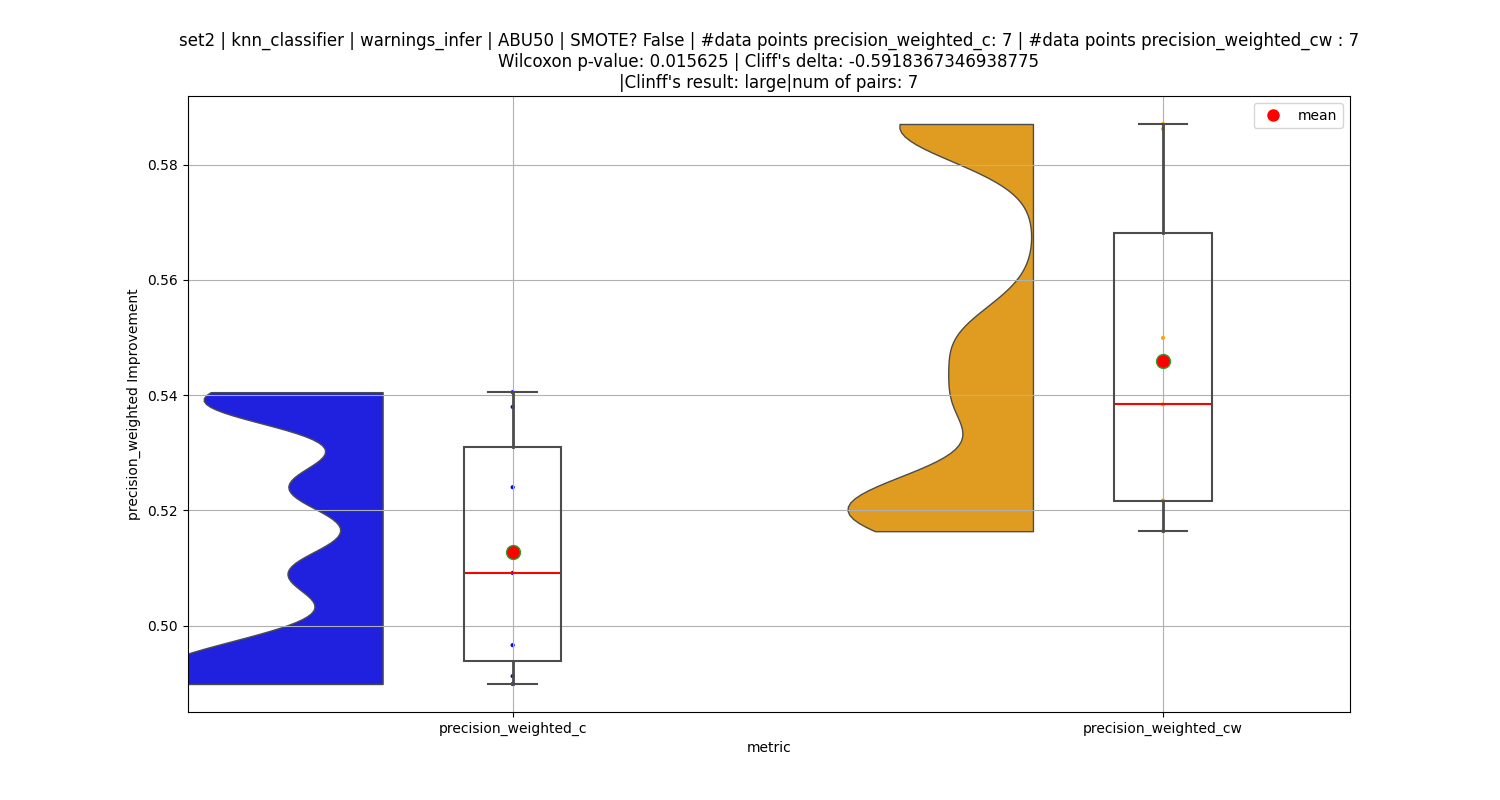 set2 | knn_classifier | warnings_infer | ABU50 | SMOTE? False | #data points precision_weighted_c: 7 | #data points precision_weighted_cw : 7
Wilcoxon p-value: 0.015625 | Cliff's delta: -0.5918367346938775
|Clinff's result: large|num of pairs: 7
mean
precision_weighted Improvement
0.58
0.56
0.54
0.52
0.50
precision_weighted_c
precision_weighted_cw
metric